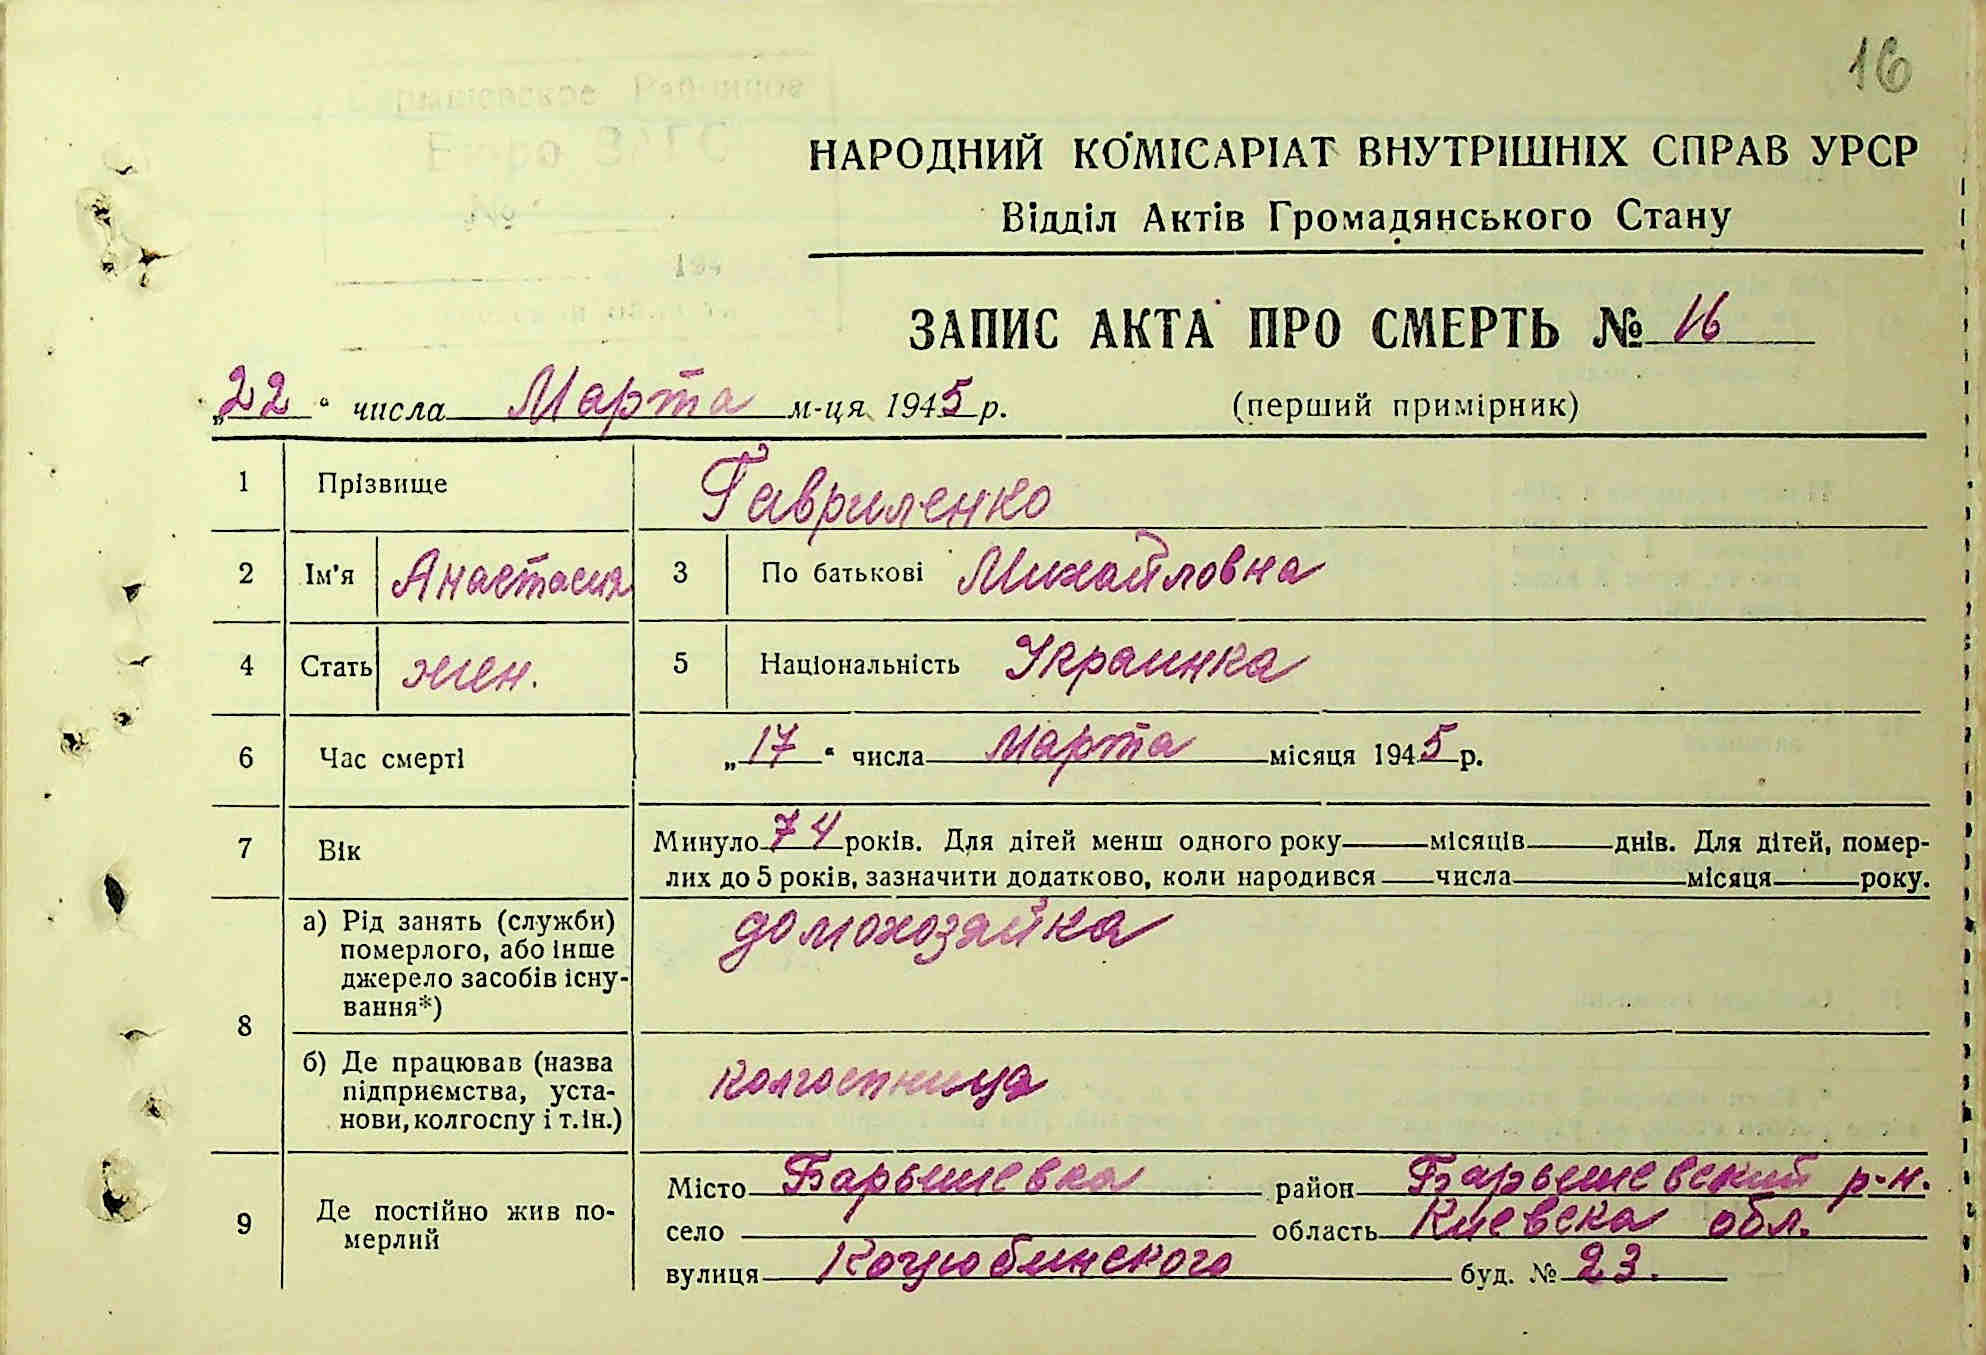 16
НАРОДНИЙ КОМІСАРІАТ ВНУТРІШНІХ СПРАВ УРСР
Відділ Актів Громадянського Стану
ЗАПИС АКТА ПРО СМЕРТЬ № 16
„22“ числа Марта м-ця 1945 р. (перший примірник)
1 Прізвище Гавриленко
2 Ім'я Анастасия 3 По батькові Михайловна
4 Стать жен. 5 Національність Украинка
6 Час смерті „17“ числа Марта місяця 1945 р.
7 Вік Минуло 74 років. Для дітей менш одного року місяців днів. Для дітей, помер-
лих до 5 років, зазначити додатково, коли народився числа місяця року.
8 а) Рід занять (служби) домохозяйка
померлого, або інше
джерело засобів існу-
вання*)
б) Де працював (назва колгоспница
підприємства, уста-
нови, колгоспу і т. ін.)
9 Де постійно жив по-
мерлий
Місто Барышевка район Барышевский р-н.
село область Киевска обл.
вулиця Коцюбинского буд. № 23.